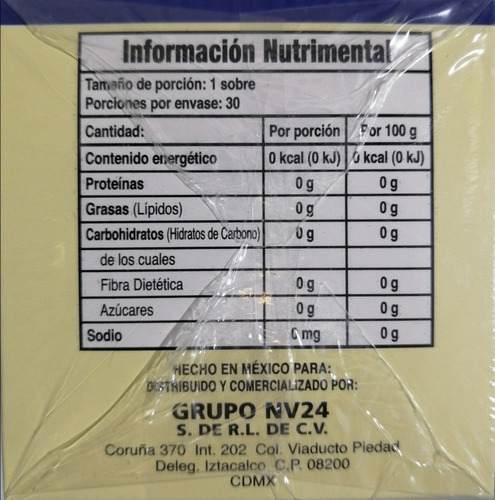 Información Nutrimental
Tamaño de porción: 1 sobre
Porciones por envase: 30
Cantidad: Por porción Por 100 g
Contenido energético 0 kcal (0 kJ) 0 kcal (0 kJ)
Proteínas 0 g 0 g
Grasas (Lípidos) 0 g 0 g
Carbohidratos (Hidratos de Carbono) 0 g 0 g
de los cuales
Fibra Dietética 0 g 0 g
Azúcares 0 g 0 g
Sodio 0 mg 0 g
HECHO EN MÉXICO PARA:
DISTRIBUIDO Y COMERCIALIZADO POR:
GRUPO NV24
S. DE R.L. DE C.V.
Coruña 370 Int. 202 Col. Viaducto Piedad
Deleg. Iztacalco C.P. 08200
CDMX